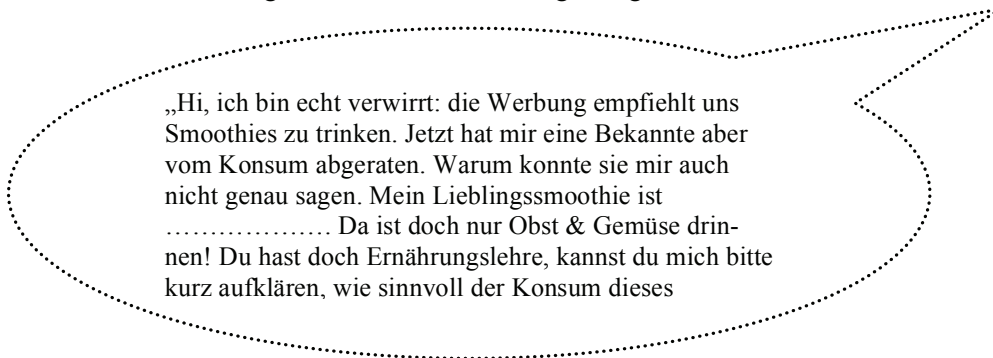 „Hi, ich bin echt verwirrt: die Werbung empfiehlt uns
Smoothies zu trinken. Jetzt hat mir eine Bekannte aber
vom Konsum abgeraten. Warum konnte sie mir auch
nicht genau sagen. Mein Lieblingssmoothie ist
………………. Da ist doch nur Obst & Gemüse drin-
nen! Du hast doch Ernährungslehre, kannst du mich bitte
kurz aufklären, wie sinnvoll der Konsum dieses